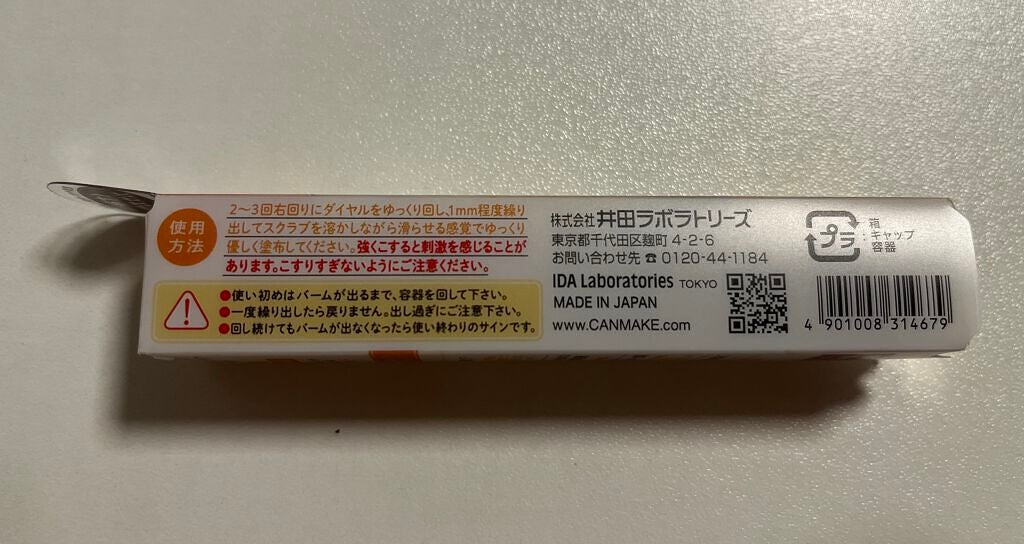 使用
方法
2～3回右回りにダイヤルをゆっくり回し、1mm程度繰り
出してスクラブを溶かしながら滑らせる感覚でゆっくり
優しく塗布してください。強くこすると刺激を感じることが
あります。こすりすぎないようにご注意ください。
●使い初めはバームが出るまで、容器を回して下さい。
●一度繰り出したら戻りません。出し過ぎにご注意下さい。
●回し続けてもバームが出なくなったら使い終わりのサインです。
株式会社 井田ラボラトリーズ
東京都千代田区麹町 4-2-6
お問い合わせ先 ☎ 0120-44-1184
IDA Laboratories TOKYO
MADE IN JAPAN
www.CANMAKE.com
プラ
箱
:キャップ
容器
4 901008 314679